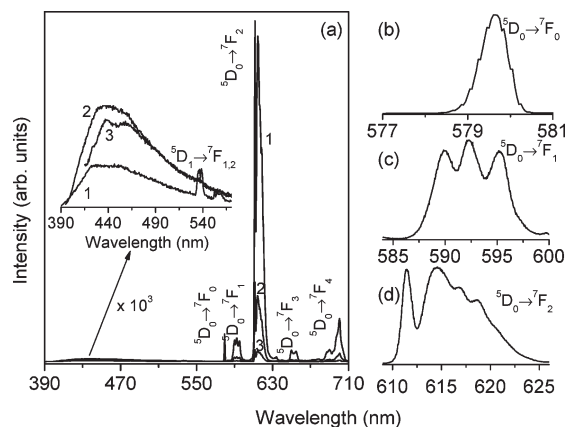 (a)
Intensity (arb. units)
⁵D₀→⁷F₂
1
2
3
⁵D₀→⁷F₀
⁵D₀→⁷F₁
⁵D₀→⁷F₃
⁵D₀→⁷F₄
x 10³
390 470 550 630 710
Wavelength (nm)
2
3
1
⁵D₁→⁷F₁,₂
390 440 490 540
Wavelength (nm)
(b)
⁵D₀→⁷F₀
577 579 581
(c)
⁵D₀→⁷F₁
585 590 595 600
(d)
⁵D₀→⁷F₂
610 615 620 625